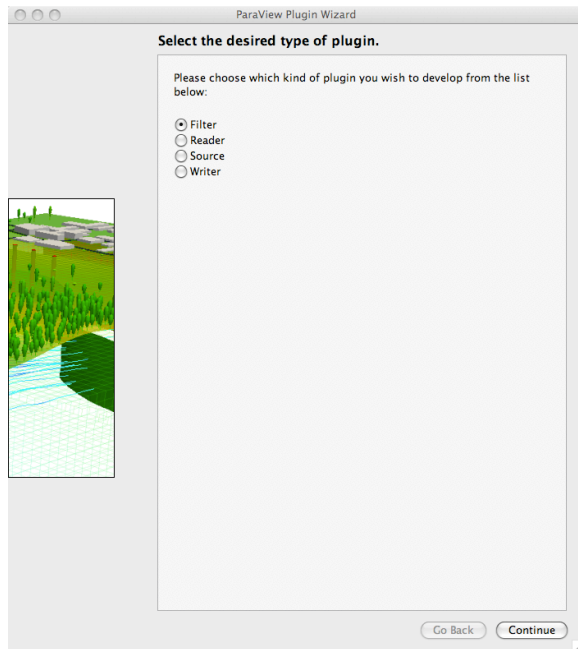 ParaView Plugin Wizard
Select the desired type of plugin.
Please choose which kind of plugin you wish to develop from the list
below:
Filter
Reader
Source
Writer
Go Back
Continue